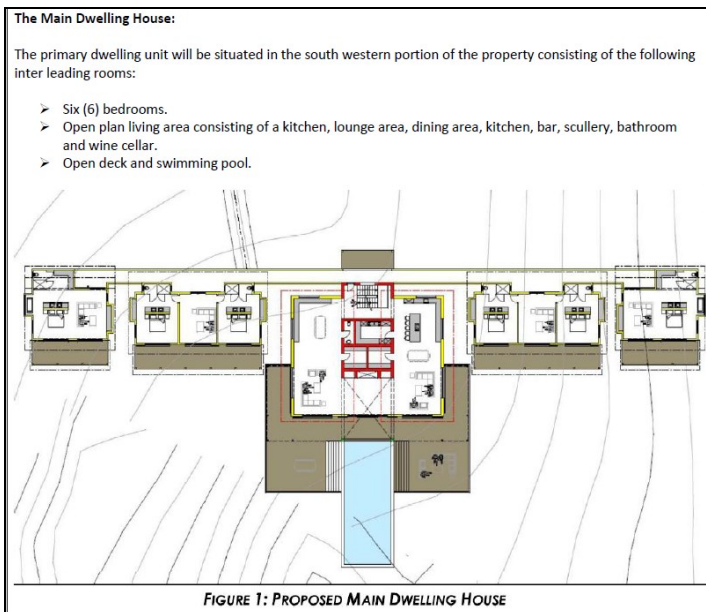 The Main Dwelling House:
The primary dwelling unit will be situated in the south western portion of the property consisting of the following
inter leading rooms:
➢ Six (6) bedrooms.
➢ Open plan living area consisting of a kitchen, lounge area, dining area, kitchen, bar, scullery, bathroom
and wine cellar.
➢ Open deck and swimming pool.
FIGURE 1: PROPOSED MAIN DWELLING HOUSE